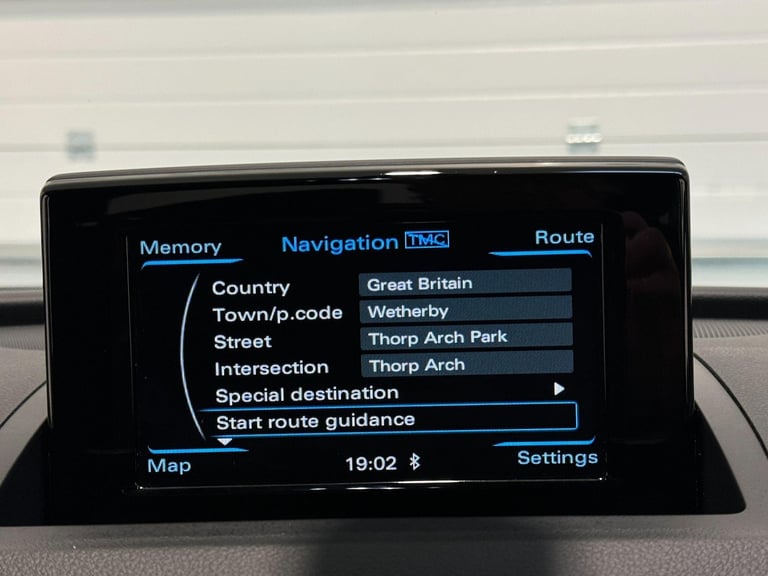 Memory
Navigation TMC
Route
Country Great Britain
Town/p.code Wetherby
Street Thorp Arch Park
Intersection Thorp Arch
Special destination
Start route guidance
Map
19:02
Settings